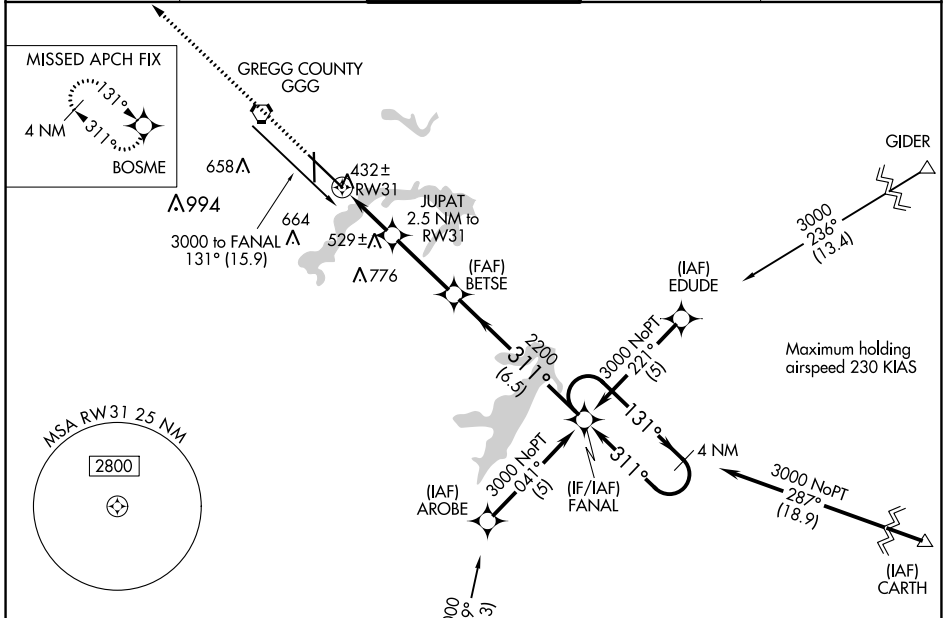 MISSED APCH FIX
131°
4 NM
311°
BOSME
GREGG COUNTY
GGG
658
994
664
3000 to FANAL
131° (15.9)
432±
RW31
JUPAT
2.5 NM to
RW31
529±
776
(FAF)
BETSE
GIDER
3000
236°
(13.4)
(IAF)
EDUDE
3000 NoPT
221°
(5)
Maximum holding
airspeed 230 KIAS
2200
311°
(6.5)
131°
311°
4 NM
MSA RW31 25 NM
2800
3000 NoPT
041°
(5)
(IAF)
AROBE
(IF/IAF)
FANAL
3000 NoPT
287°
(18.9)
(IAF)
CARTH